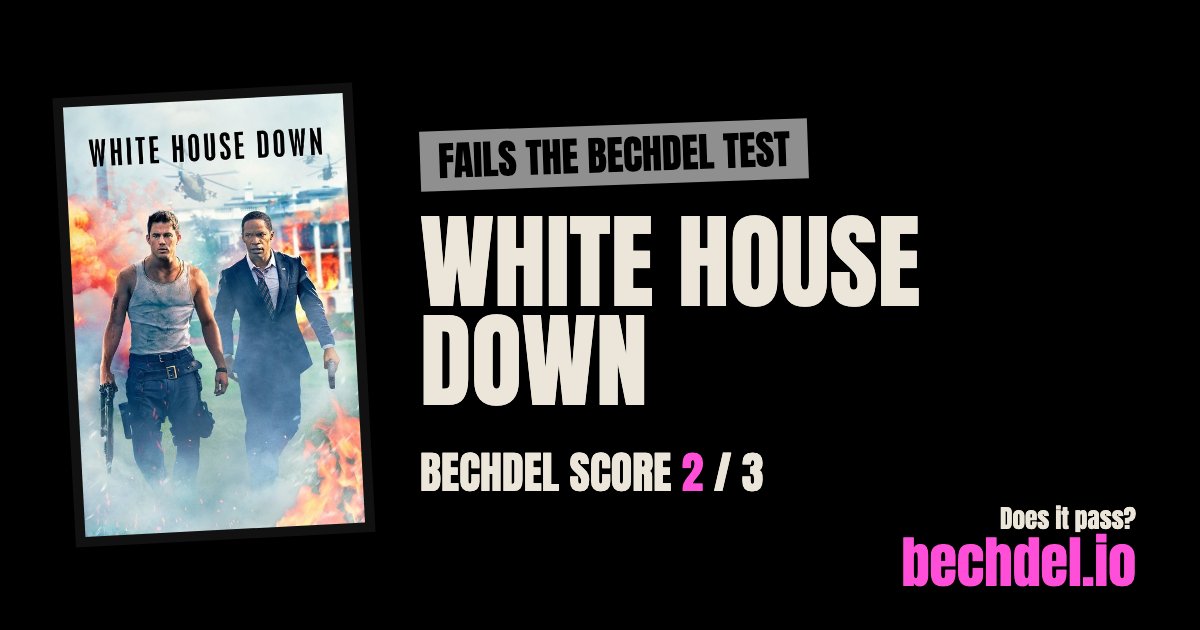 WHITE HOUSE DOWN
FAILS THE BECHDEL TEST
WHITE HOUSE
DOWN
BECHDEL SCORE 2 / 3
Does it pass?
bechdel.io